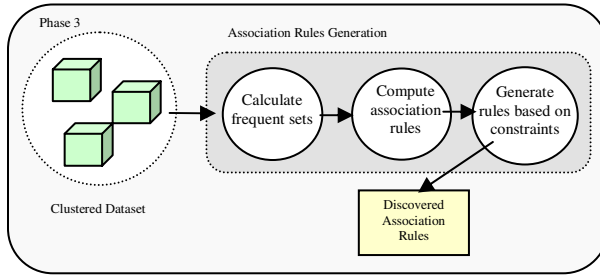 Phase 3
Association Rules Generation
Calculate
frequent sets
Compute
association
rules
Generate
rules based on
constraints
Clustered Dataset
Discovered
Association
Rules